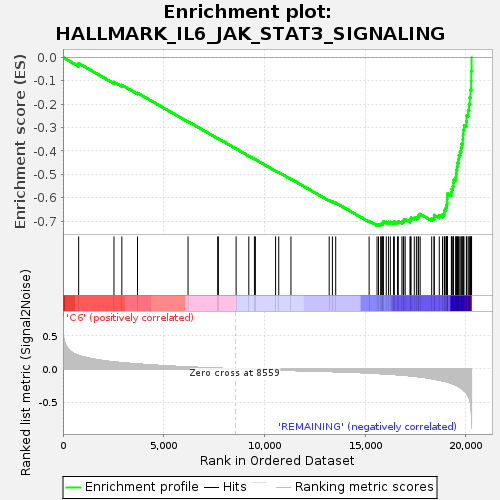 Enrichment plot:
HALLMARK_IL6_JAK_STAT3_SIGNALING
Enrichment score (ES)
0.0
-0.1
-0.2
-0.3
-0.4
-0.5
-0.6
-0.7
'C6' (positively correlated)
Ranked list metric (Signal2Noise)
0.5
0.0
-0.5
Zero cross at 8559
'REMAINING' (negatively correlated)
0
5,000
10,000
15,000
20,000
Rank in Ordered Dataset
Enrichment profile
Hits
Ranking metric scores